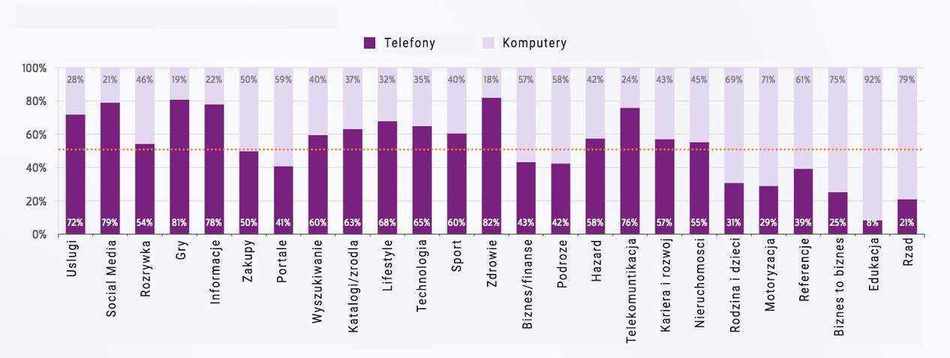 Telefony Komputery
100% 28% 21% 46% 19% 22% 50% 59% 40% 37% 32% 35% 40% 18% 57% 58% 42% 24% 43% 45% 69% 71% 61% 75% 92% 79%
80%
60%
40%
20%
72% 79% 54% 81% 78% 50% 41% 60% 63% 68% 65% 60% 82% 43% 42% 58% 76% 57% 55% 31% 29% 39% 25% 8% 21%
0%
Usługi
Social Media
Rozrywka
Gry
Informacje
Zakupy
Portale
Wyszukiwanie
Katalogi/zrodla
Lifestyle
Technologia
Sport
Zdrowie
Biznes/finanse
Podroze
Hazard
Telekomunikacja
Kariera i rozwoj
Nieruchomosci
Rodzina i dzieci
Motoryzacja
Referencje
Biznes to biznes
Edukacja
Rzad